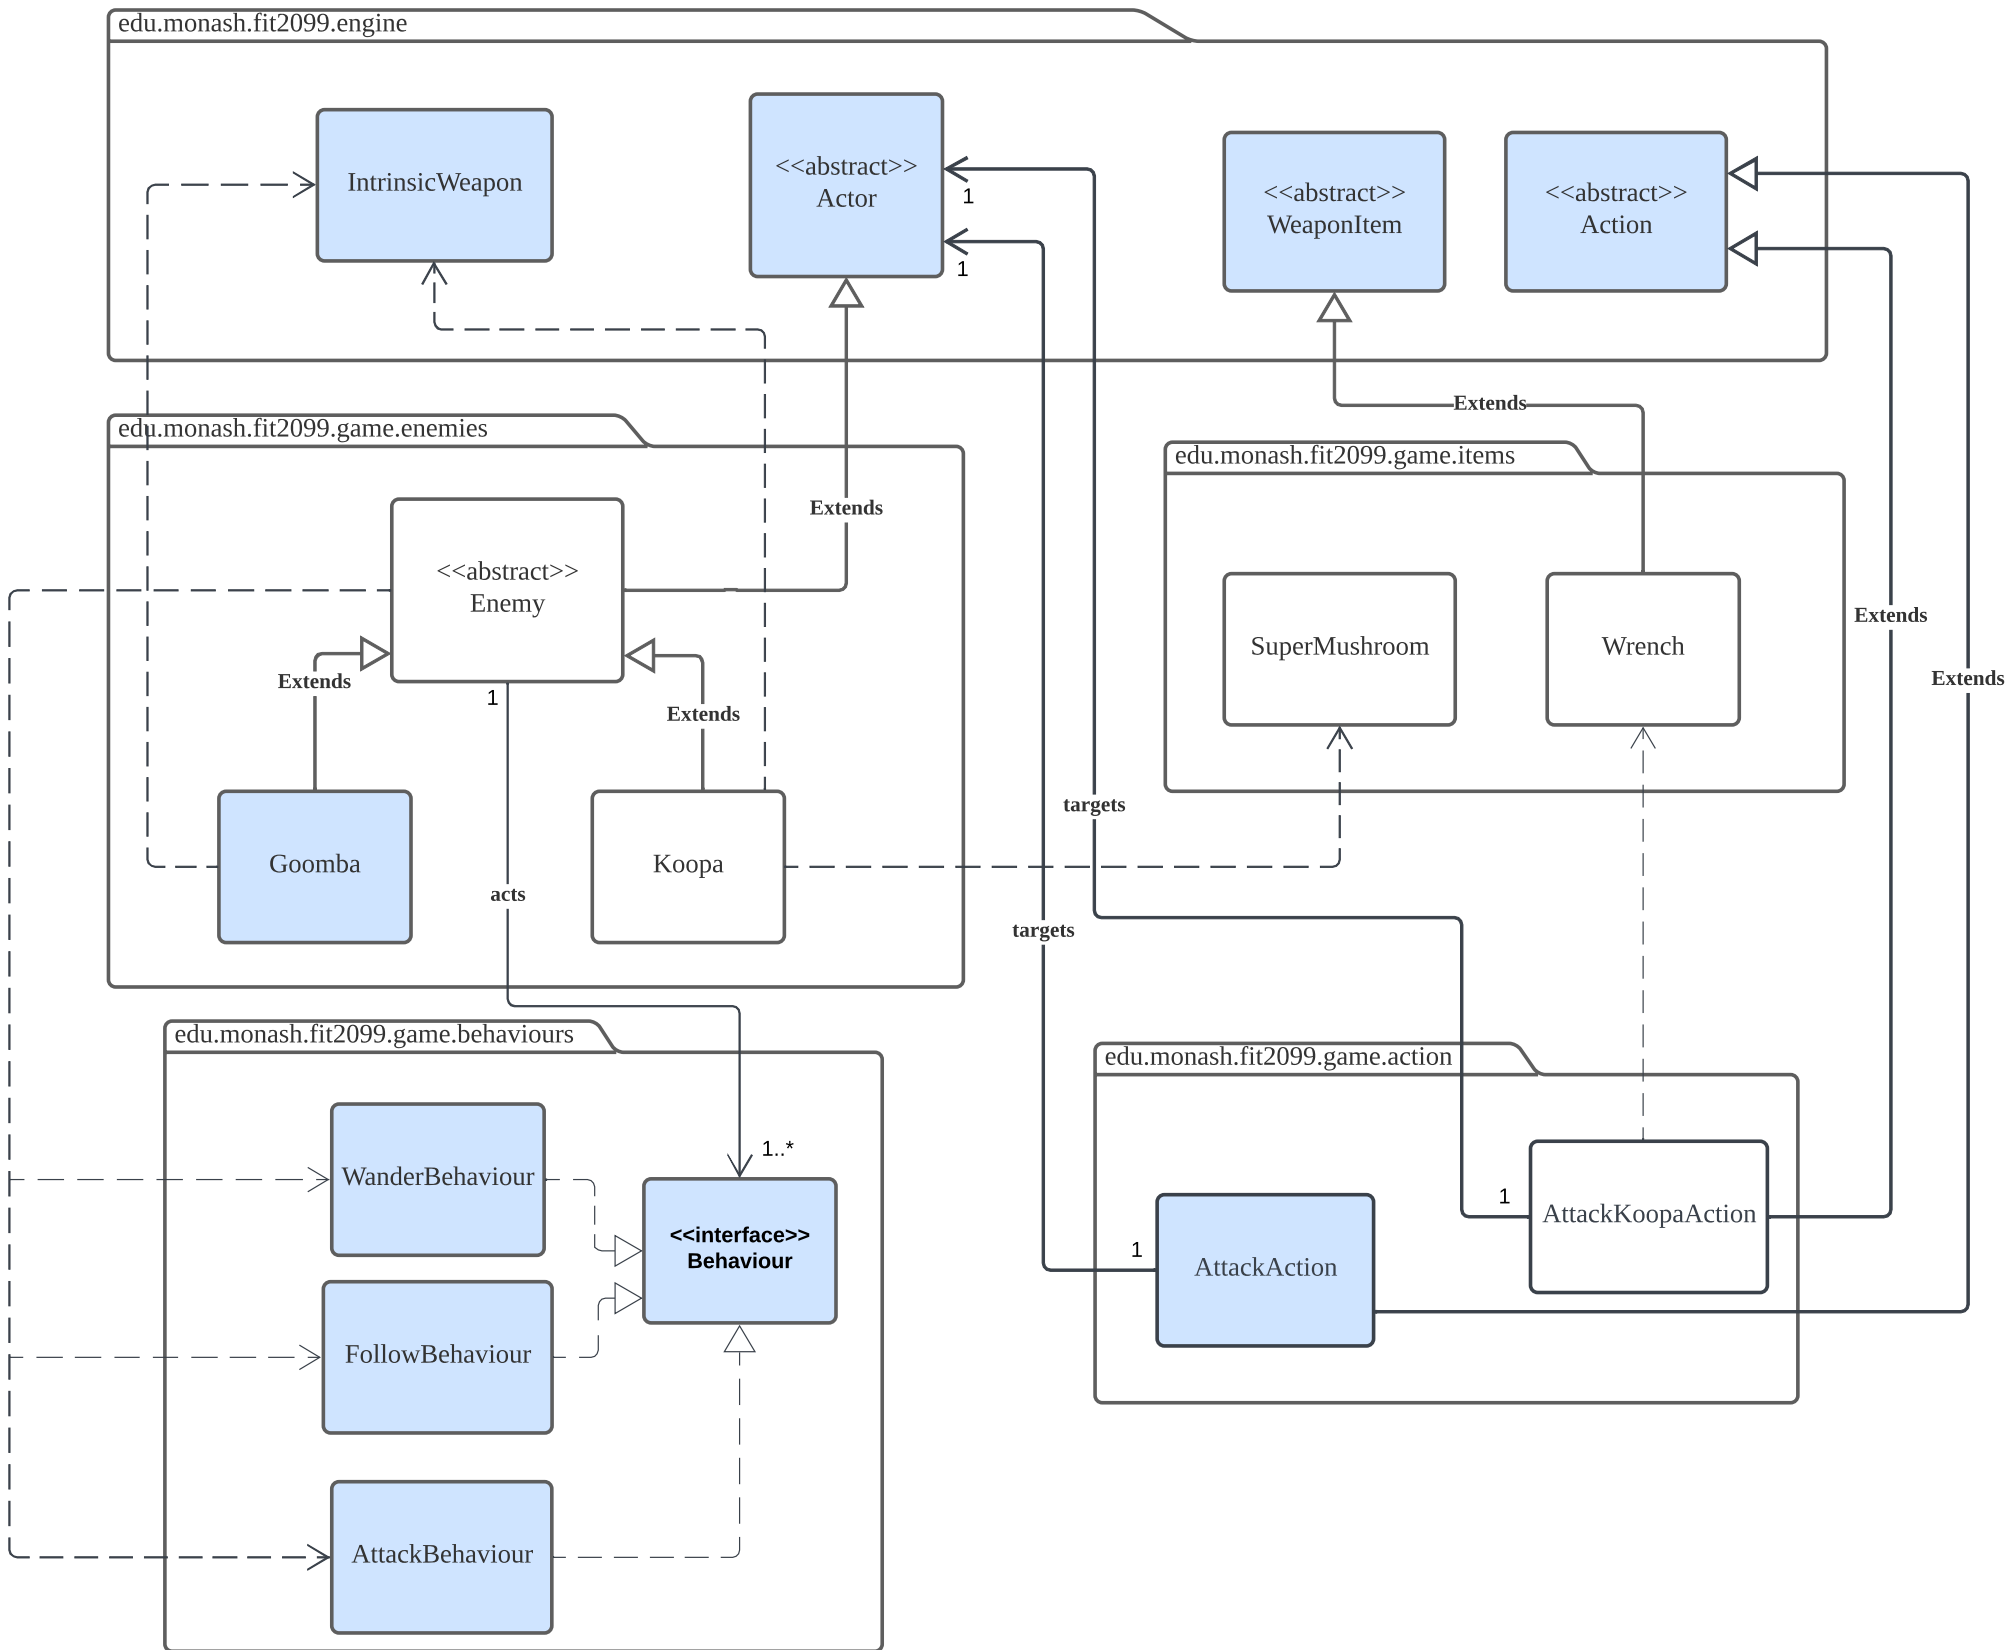 edu.monash.fit2099.engine
IntrinsicWeapon
<<abstract>>
Actor
1
1
<<abstract>>
WeaponItem
<<abstract>>
Action
Extends
edu.monash.fit2099.game.enemies
Extends
<<abstract>>
Enemy
Extends
1
Extends
Goomba
Koopa
acts
edu.monash.fit2099.game.items
SuperMushroom
Wrench
Extends
Extends
targets
targets
edu.monash.fit2099.game.behaviours
WanderBehaviour
1..*
<<interface>>
Behaviour
FollowBehaviour
AttackBehaviour
edu.monash.fit2099.game.action
1
AttackAction
1
AttackKoopaAction